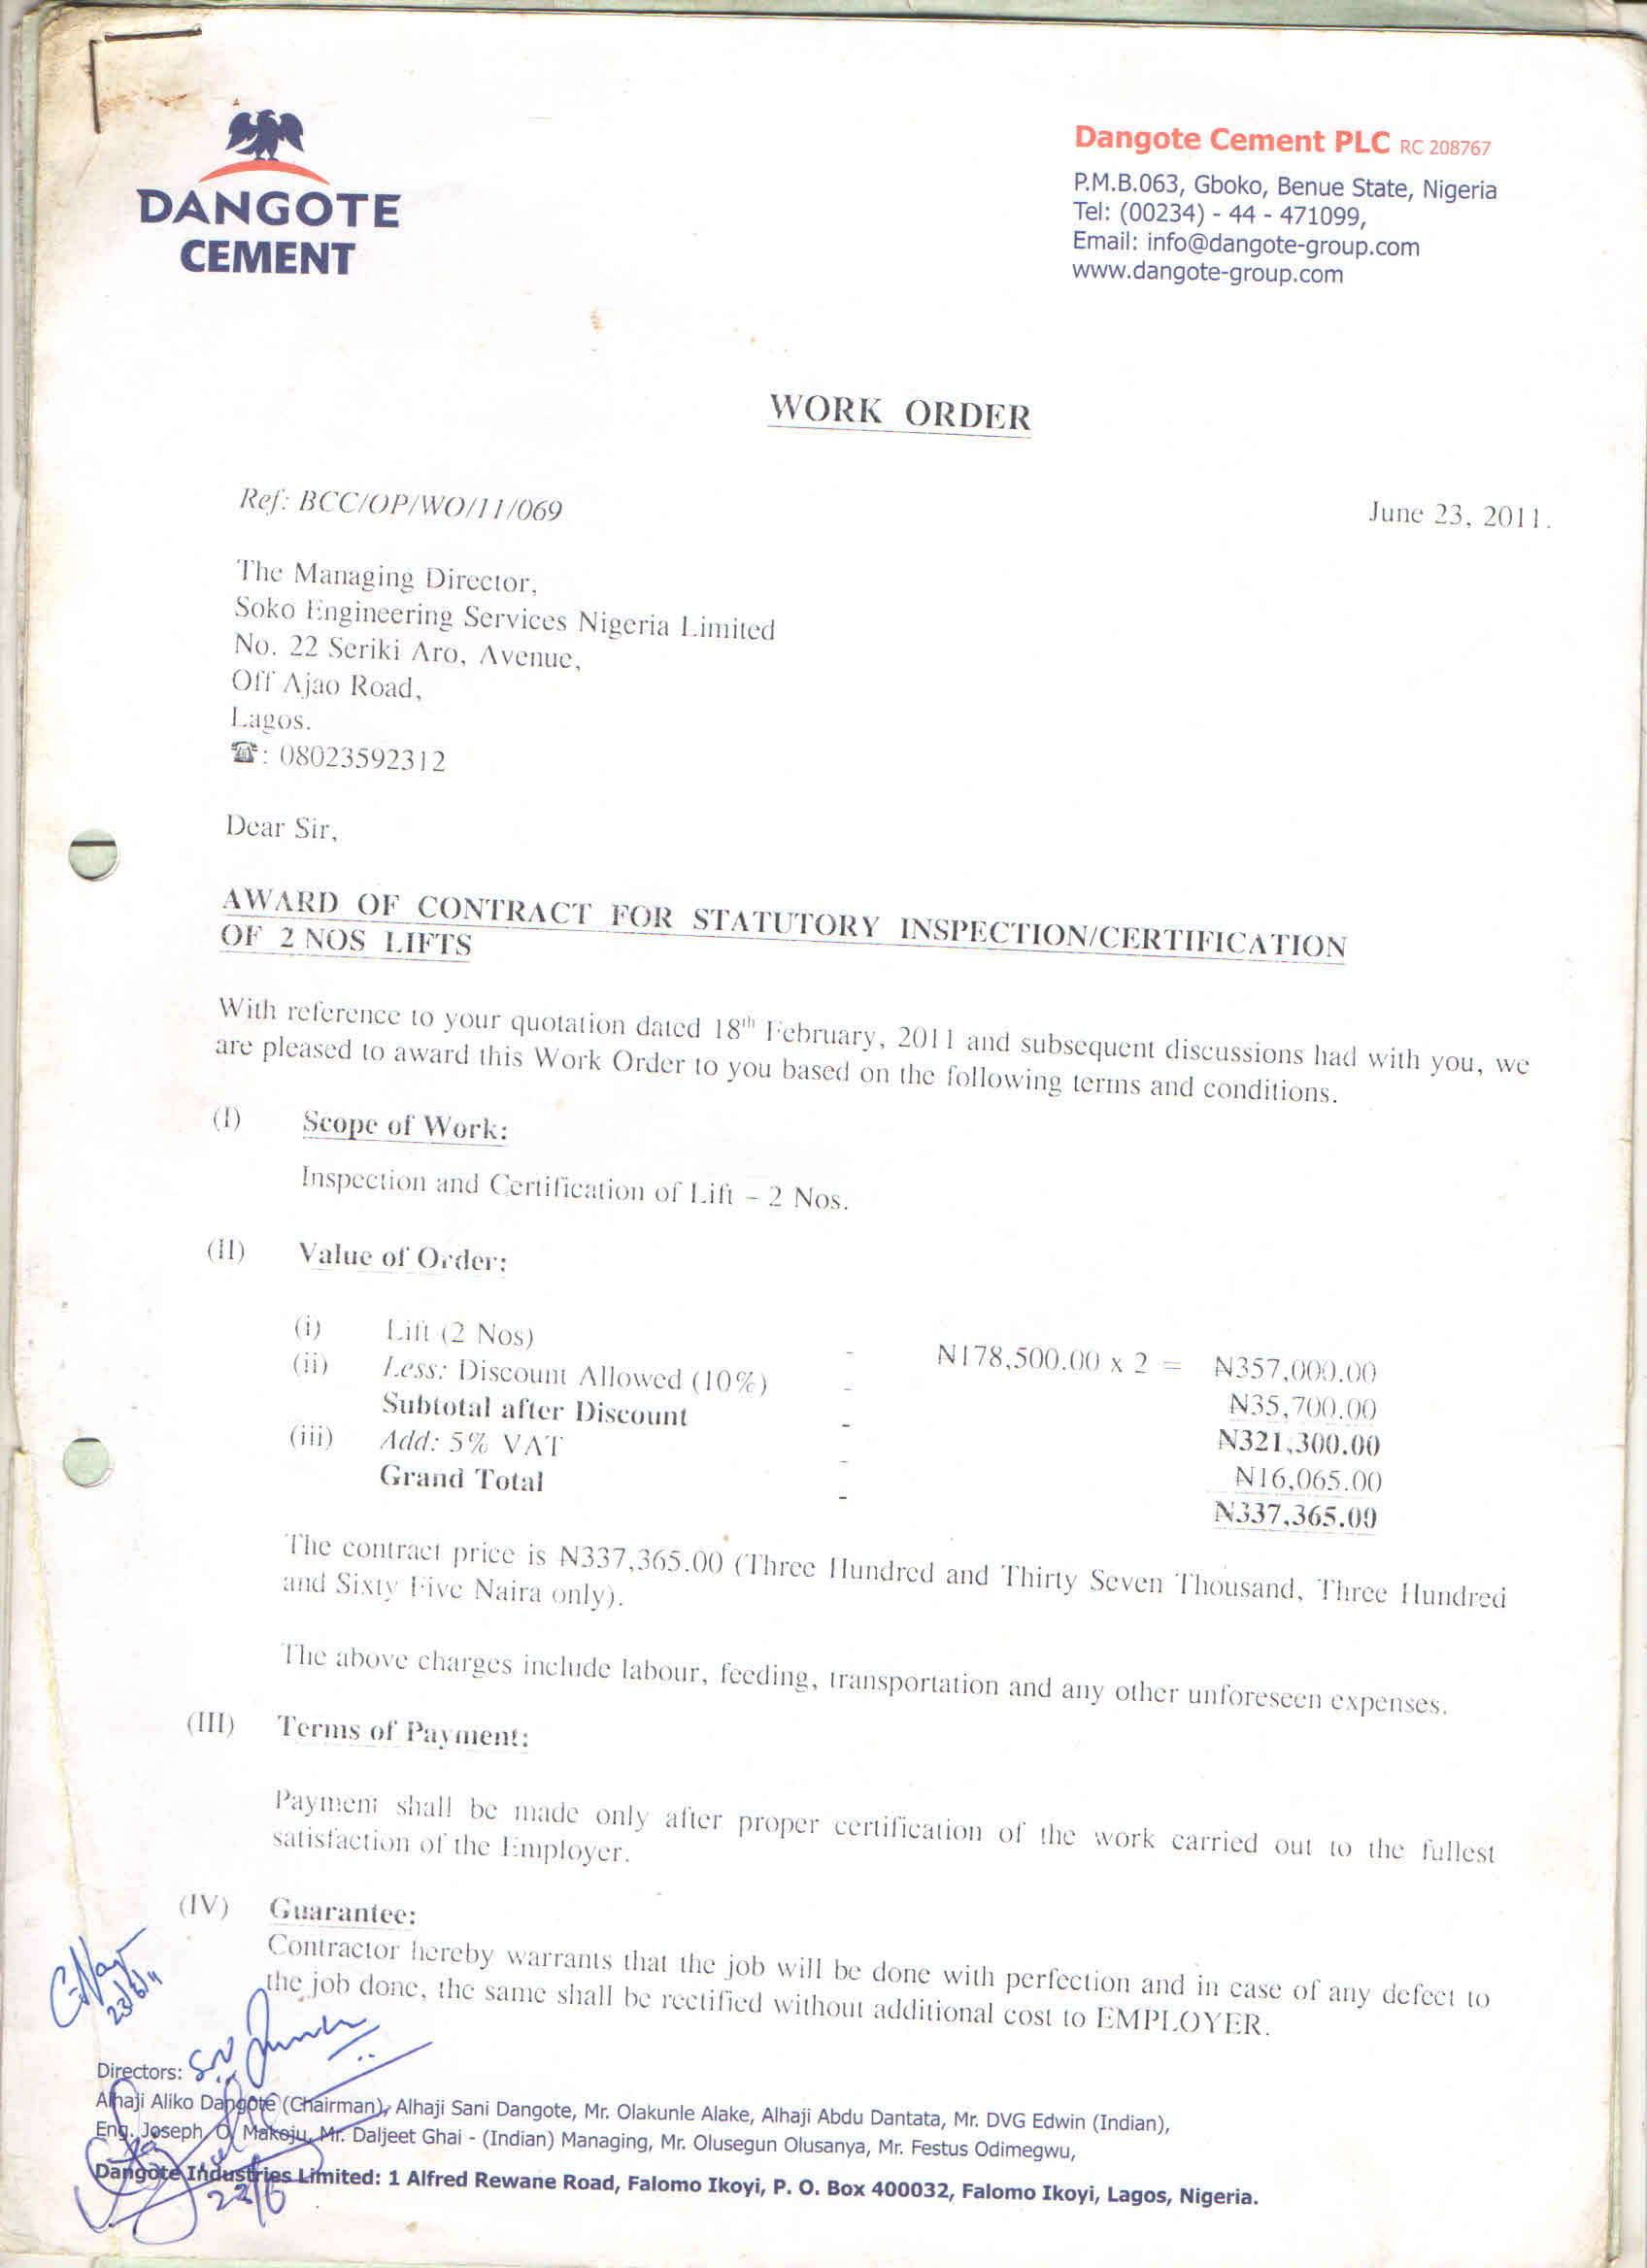 DANGOTE
CEMENT
Dangote Cement PLC RC 208767
P.M.B.063, Gboko, Benue State, Nigeria
Tel: (00234) - 44 - 471099,
Email: info@dangote-group.com
www.dangote-group.com
WORK ORDER
Ref: BCC/OP/WO/11/069
June 23, 2011.
The Managing Director,
Soko Engineering Services Nigeria Limited
No. 22 Seriki Aro, Avenue,
Off Ajao Road,
Lagos.
☎: 08023592312
Dear Sir,
AWARD OF CONTRACT FOR STATUTORY INSPECTION/CERTIFICATION
OF 2 NOS LIFTS
With reference to your quotation dated 18th February, 2011 and subsequent discussions had with you, we
are pleased to award this Work Order to you based on the following terms and conditions.
(I) Scope of Work:
Inspection and Certification of Lift – 2 Nos.
(II) Value of Order:
(i) Lift (2 Nos) - N178,500.00 x 2 = ₦357,000.00
(ii) Less: Discount Allowed (10%) - ₦35,700.00
Subtotal after Discount - ₦321,300.00
(iii) Add: 5% VAT - ₦16,065.00
Grand Total - ₦337,365.00
The contract price is ₦337,365.00 (Three Hundred and Thirty Seven Thousand, Three Hundred
and Sixty Five Naira only).
The above charges include labour, feeding, transportation and any other unforeseen expenses.
(III) Terms of Payment:
Payment shall be made only after proper certification of the work carried out to the fullest
satisfaction of the Employer.
(IV) Guarantee:
Contractor hereby warrants that the job will be done with perfection and in case of any defect to
the job done, the same shall be rectified without additional cost to EMPLOYER.
23/6/11
Directors:
Alhaji Aliko Dangote (Chairman), Alhaji Sani Dangote, Mr. Olakunle Alake, Alhaji Abdu Dantata, Mr. DVG Edwin (Indian),
Eng. Joseph O. Makoju, Mr. Daljeet Ghai - (Indian) Managing, Mr. Olusegun Olusanya, Mr. Festus Odimegwu,
Dangote Industries Limited: 1 Alfred Rewane Road, Falomo Ikoyi, P. O. Box 400032, Falomo Ikoyi, Lagos, Nigeria.
22/6